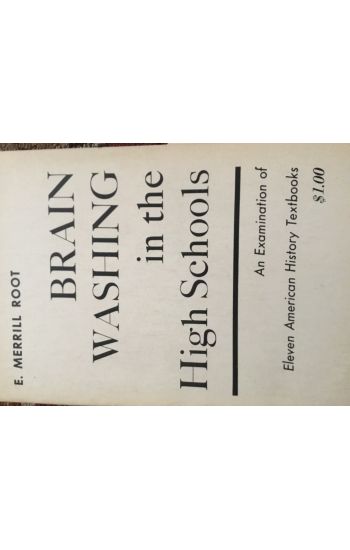 E. MERRILL ROOT
BRAIN
WASHING
in the
High Schools
An Examination of
Eleven American History Textbooks
$1.00